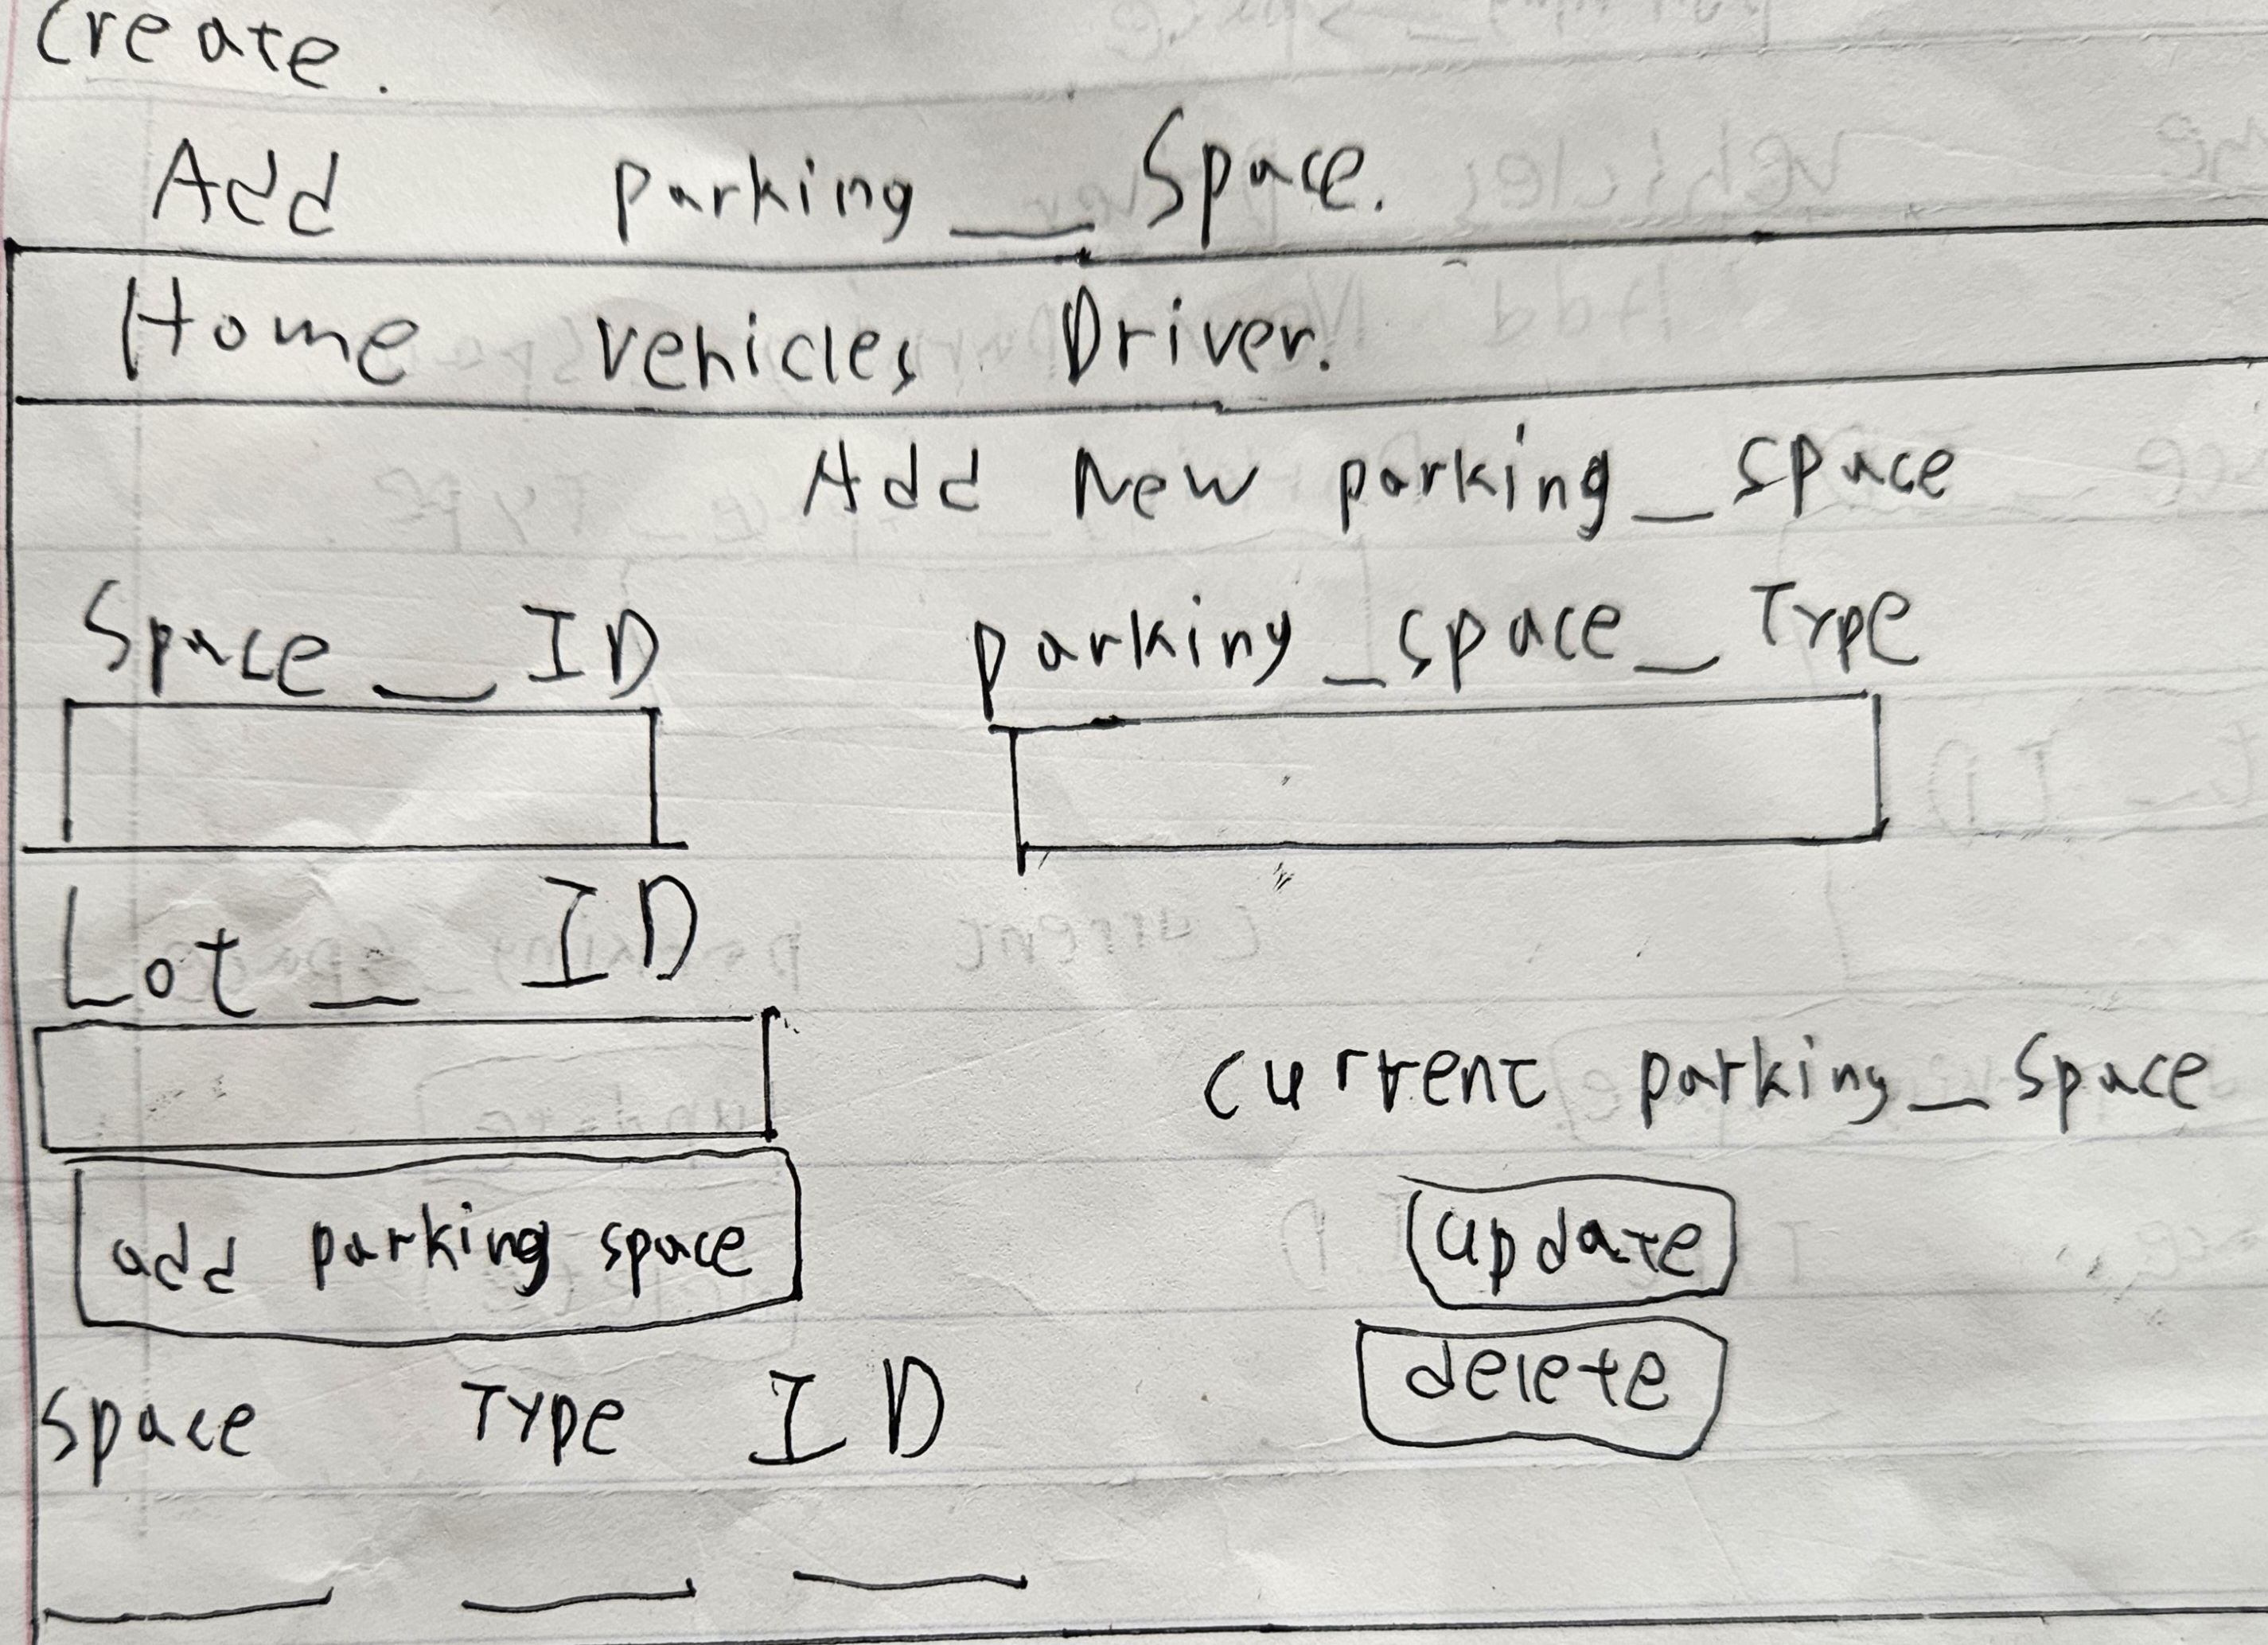 Create.
Add parking__Space.
Home vehicles Driver.
Add New parking_space
Space_ID parking_space_Type
Lot_ID
current parking_Space
add parking space update
delete
Space Type ID